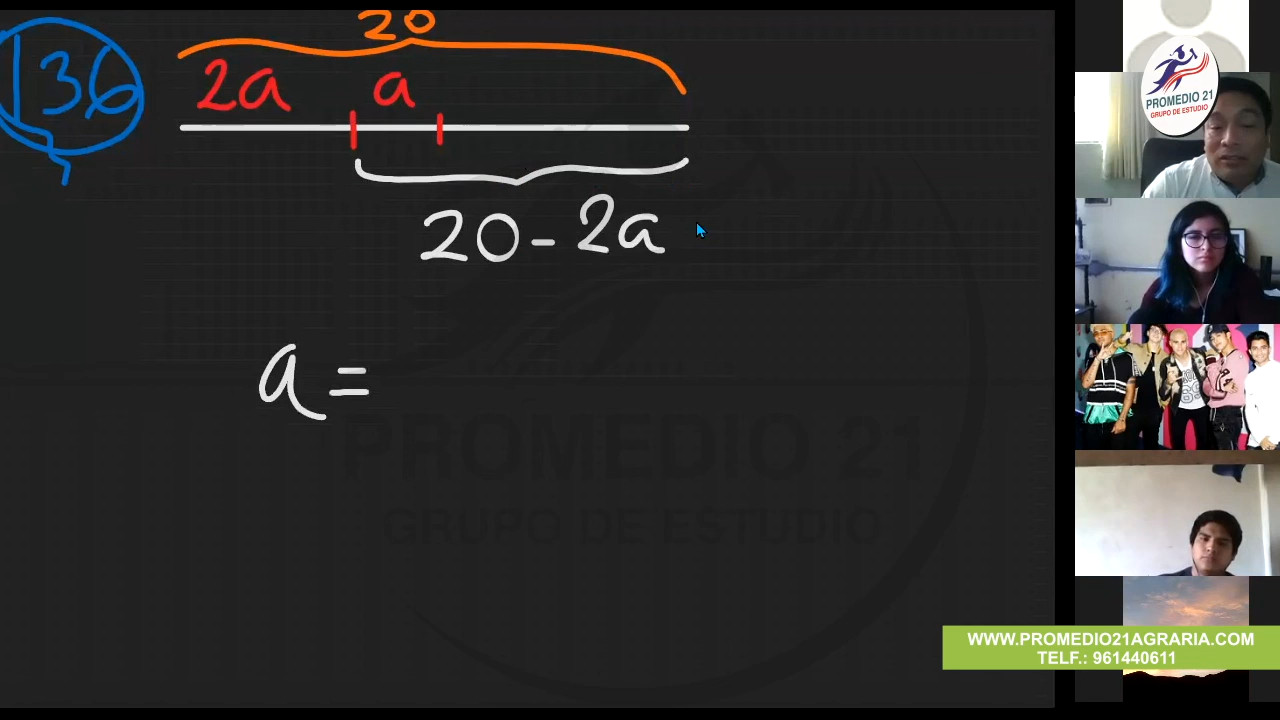 20
136
2a a
20 - 2a
a =
PROMEDIO 21
GRUPO DE ESTUDIO
PROMEDIO 21
GRUPO DE ESTUDIO
WWW.PROMEDIO21AGRARIA.COM
TELF.: 961440611